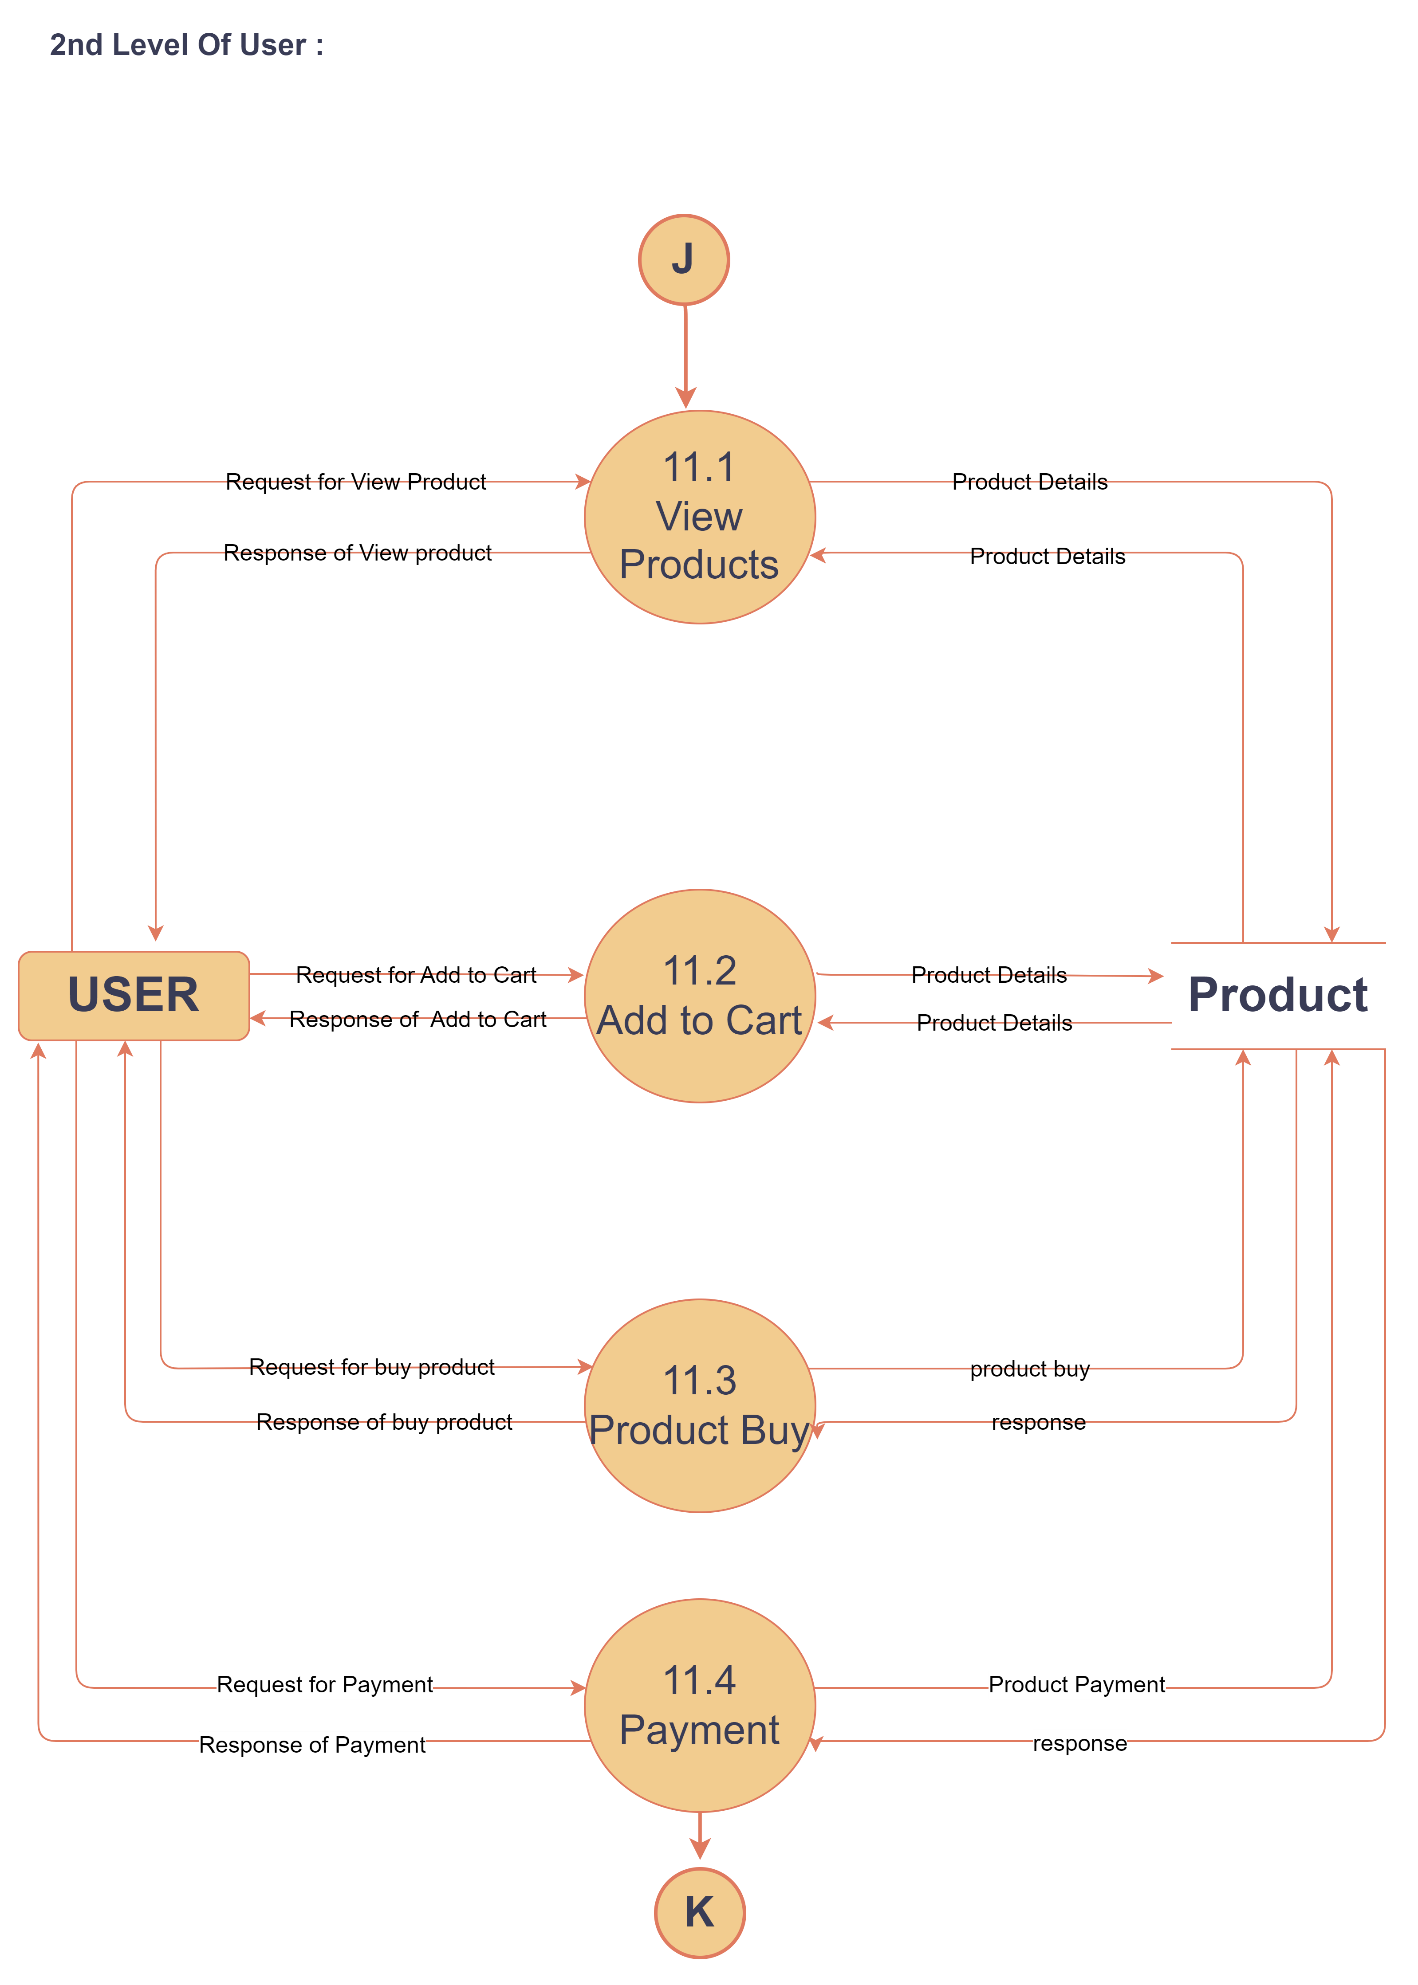 2nd Level Of User :
J
Request for View Product
11.1
View
Products
Product Details
Response of View product
Product Details
USER
Request for Add to Cart
Response of  Add to Cart
11.2
Add to Cart
Product Details
Product Details
Product
Request for buy product
Response of buy product
11.3
Product Buy
product buy
response
Request for Payment
Response of Payment
11.4
Payment
Product Payment
response
K